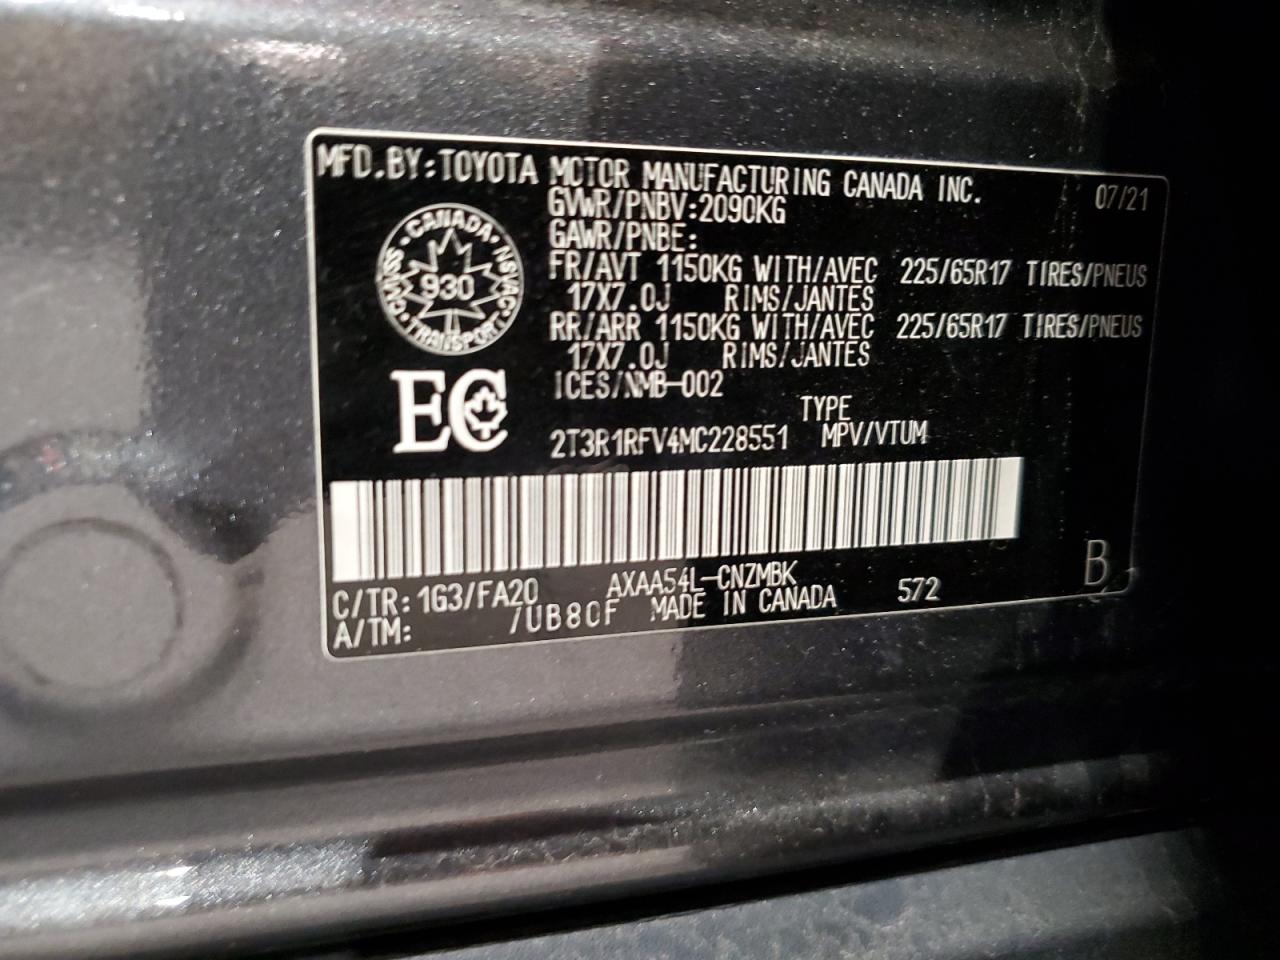 MFD.BY:TOYOTA MOTOR MANUFACTURING CANADA INC. 07/21
GVWR/PNBV:2090KG
GAWR/PNBE:
FR/AVT 1150KG WITH/AVEC 225/65R17 TIRES/PNEUS
17X7.0J RIMS/JANTES
RR/ARR 1150KG WITH/AVEC 225/65R17 TIRES/PNEUS
17X7.0J RIMS/JANTES
ICES/NMB-002
CANADA
930
TRANSPORT
NSVAC
CMVSS
EC
TYPE
2T3R1RFV4MC228551 MPV/VTUM
C/TR: 1G3/FA20 AXAA54L-CNZMBK
A/TM: /UB80F MADE IN CANADA 572
B